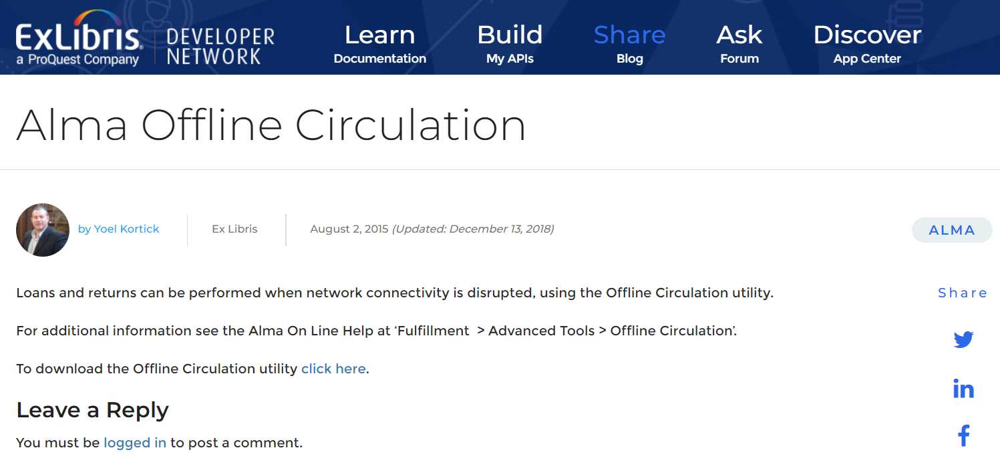 ExLibris®
a ProQuest Company
DEVELOPER
NETWORK
Learn
Documentation
Build
My APIs
Share
Blog
Ask
Forum
Discover
App Center
Alma Offline Circulation
by Yoel Kortick
Ex Libris
August 2, 2015 (Updated: December 13, 2018)
ALMA
Loans and returns can be performed when network connectivity is disrupted, using the Offline Circulation utility.
Share
For additional information see the Alma On Line Help at ‘Fulfillment  > Advanced Tools > Offline Circulation’.
To download the Offline Circulation utility click here.
Leave a Reply
You must be logged in to post a comment.